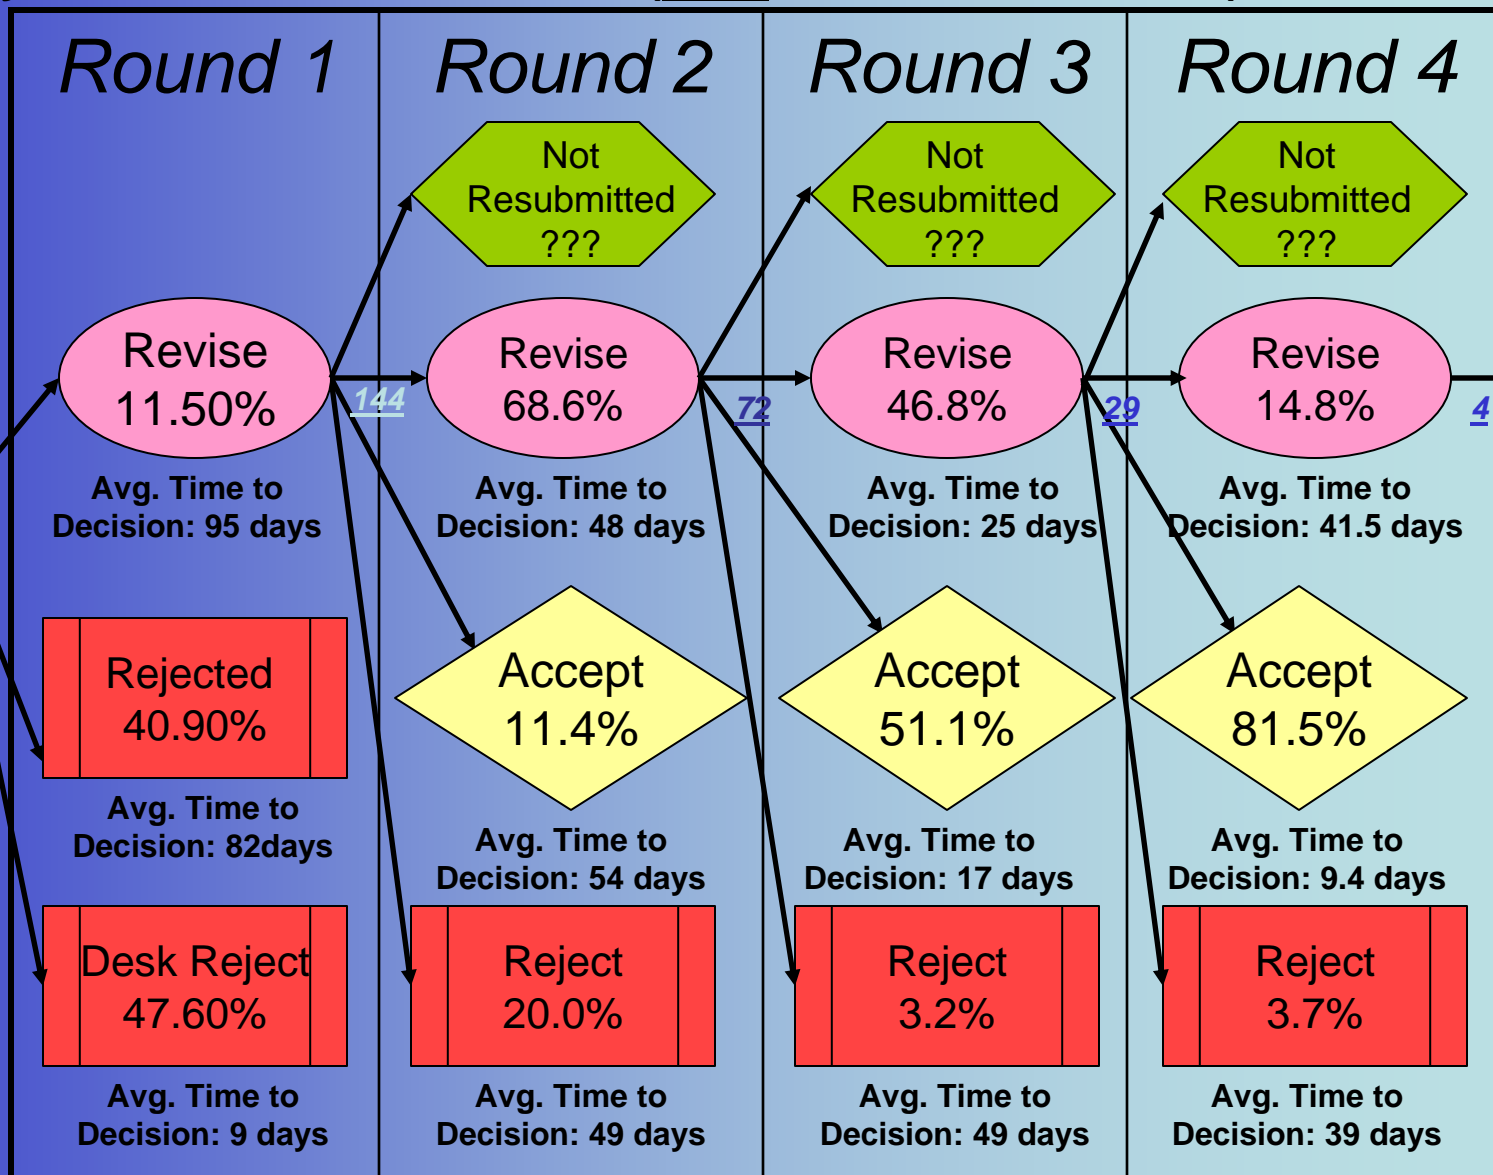 Round 1
Round 2
Round 3
Round 4
Not
Resubmitted
???
Not
Resubmitted
???
Not
Resubmitted
???
Revise
11.50%
144
Revise
68.6%
72
Revise
46.8%
29
Revise
14.8%
4
Avg. Time to
Decision: 95 days
Avg. Time to
Decision: 48 days
Avg. Time to
Decision: 25 days
Avg. Time to
Decision: 41.5 days
Rejected
40.90%
Accept
11.4%
Accept
51.1%
Accept
81.5%
Avg. Time to
Decision: 82days
Avg. Time to
Decision: 54 days
Avg. Time to
Decision: 17 days
Avg. Time to
Decision: 9.4 days
Desk Reject
47.60%
Reject
20.0%
Reject
3.2%
Reject
3.7%
Avg. Time to
Decision: 9 days
Avg. Time to
Decision: 49 days
Avg. Time to
Decision: 49 days
Avg. Time to
Decision: 39 days